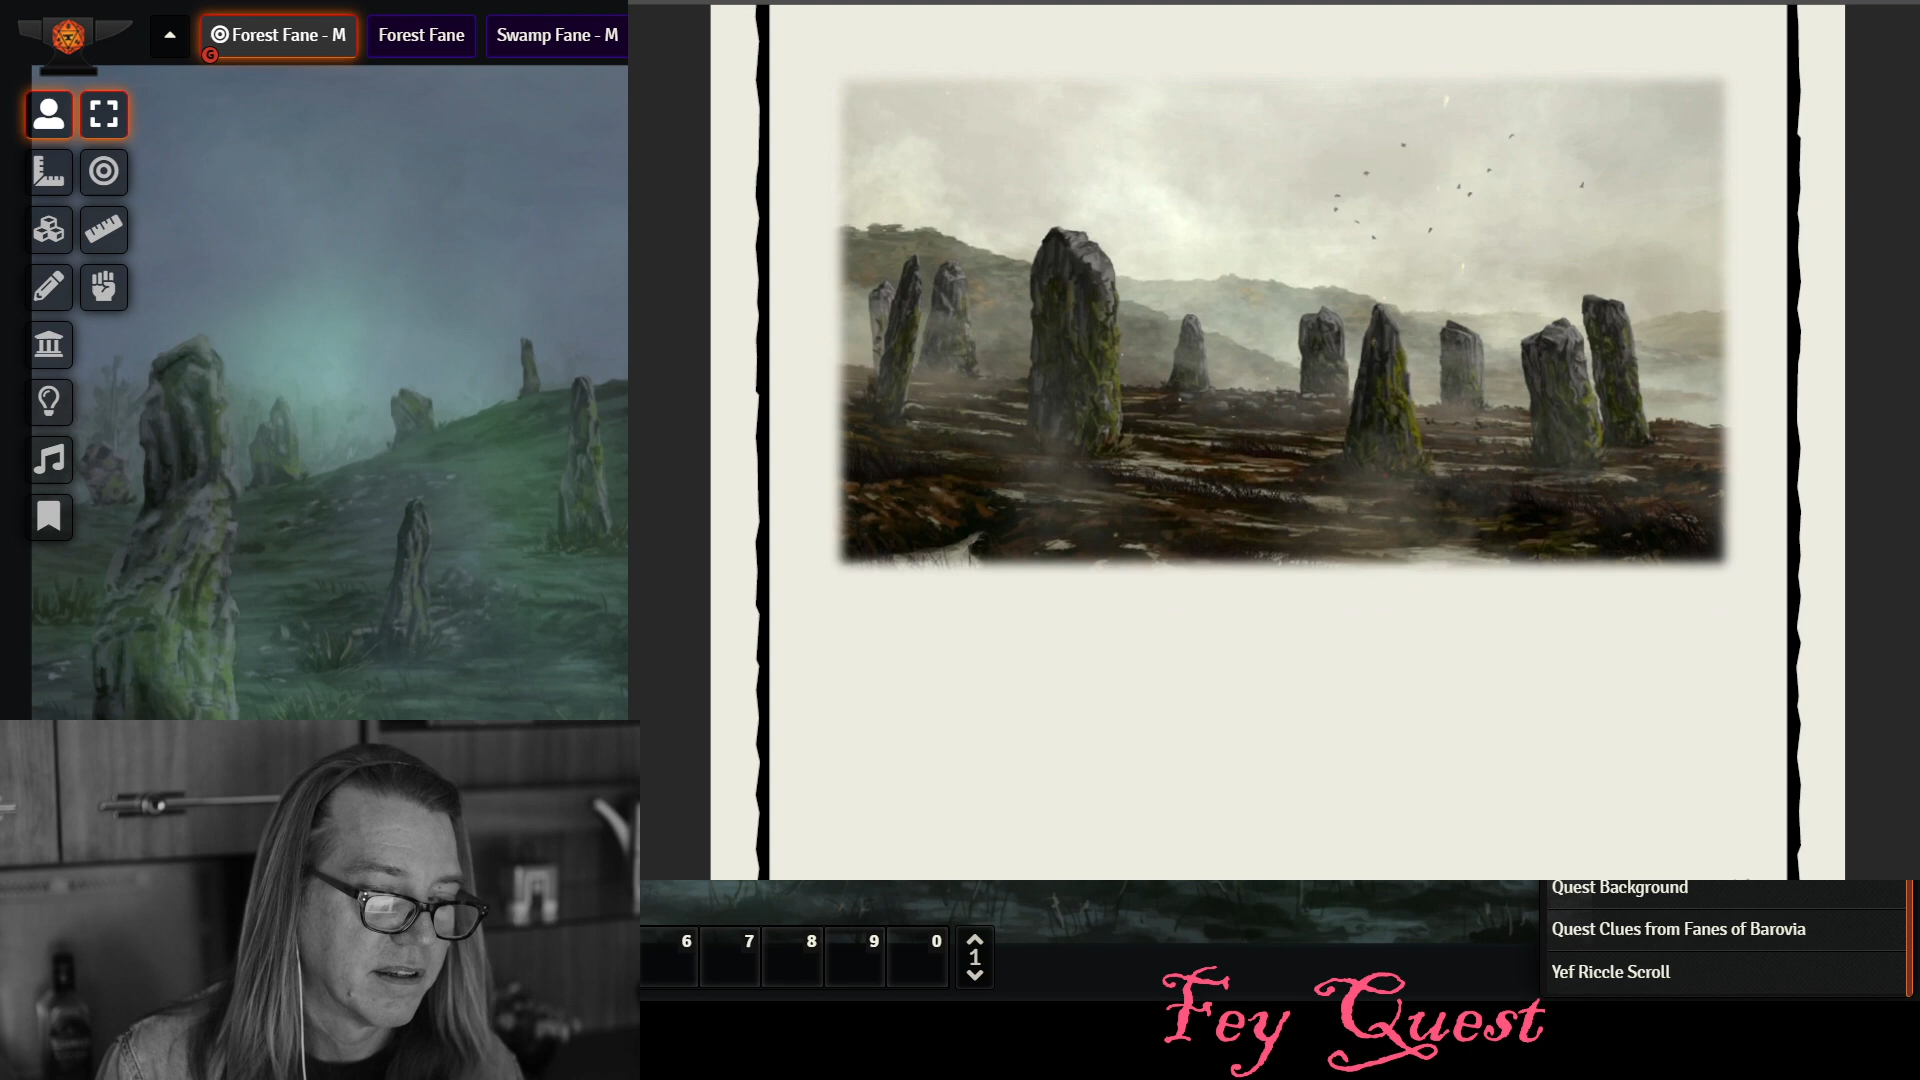 Forest Fane - M
G
Forest Fane
Swamp Fane - M
Quest Background
Quest Clues from Fanes of Barovia
Yef Riccle Scroll
6 7 8 9 0
1
Fey Quest